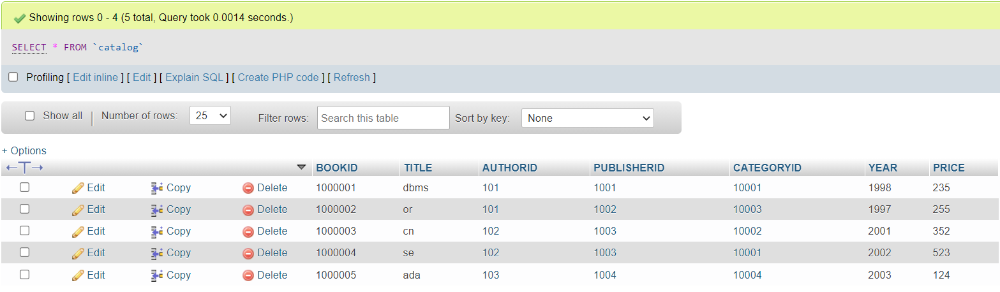 Showing rows 0 - 4 (5 total, Query took 0.0014 seconds.)
SELECT * FROM `catalog`
Profiling [ Edit inline ] [ Edit ] [ Explain SQL ] [ Create PHP code ] [ Refresh ]
Show all | Number of rows: 25 Filter rows: Search this table Sort by key: None
+ Options
←T→ BOOKID TITLE AUTHORID PUBLISHERID CATEGORYID YEAR PRICE
Edit Copy Delete 1000001 dbms 101 1001 10001 1998 235
Edit Copy Delete 1000002 or 101 1002 10003 1997 255
Edit Copy Delete 1000003 cn 102 1003 10002 2001 352
Edit Copy Delete 1000004 se 102 1003 10001 2002 523
Edit Copy Delete 1000005 ada 103 1004 10004 2003 124